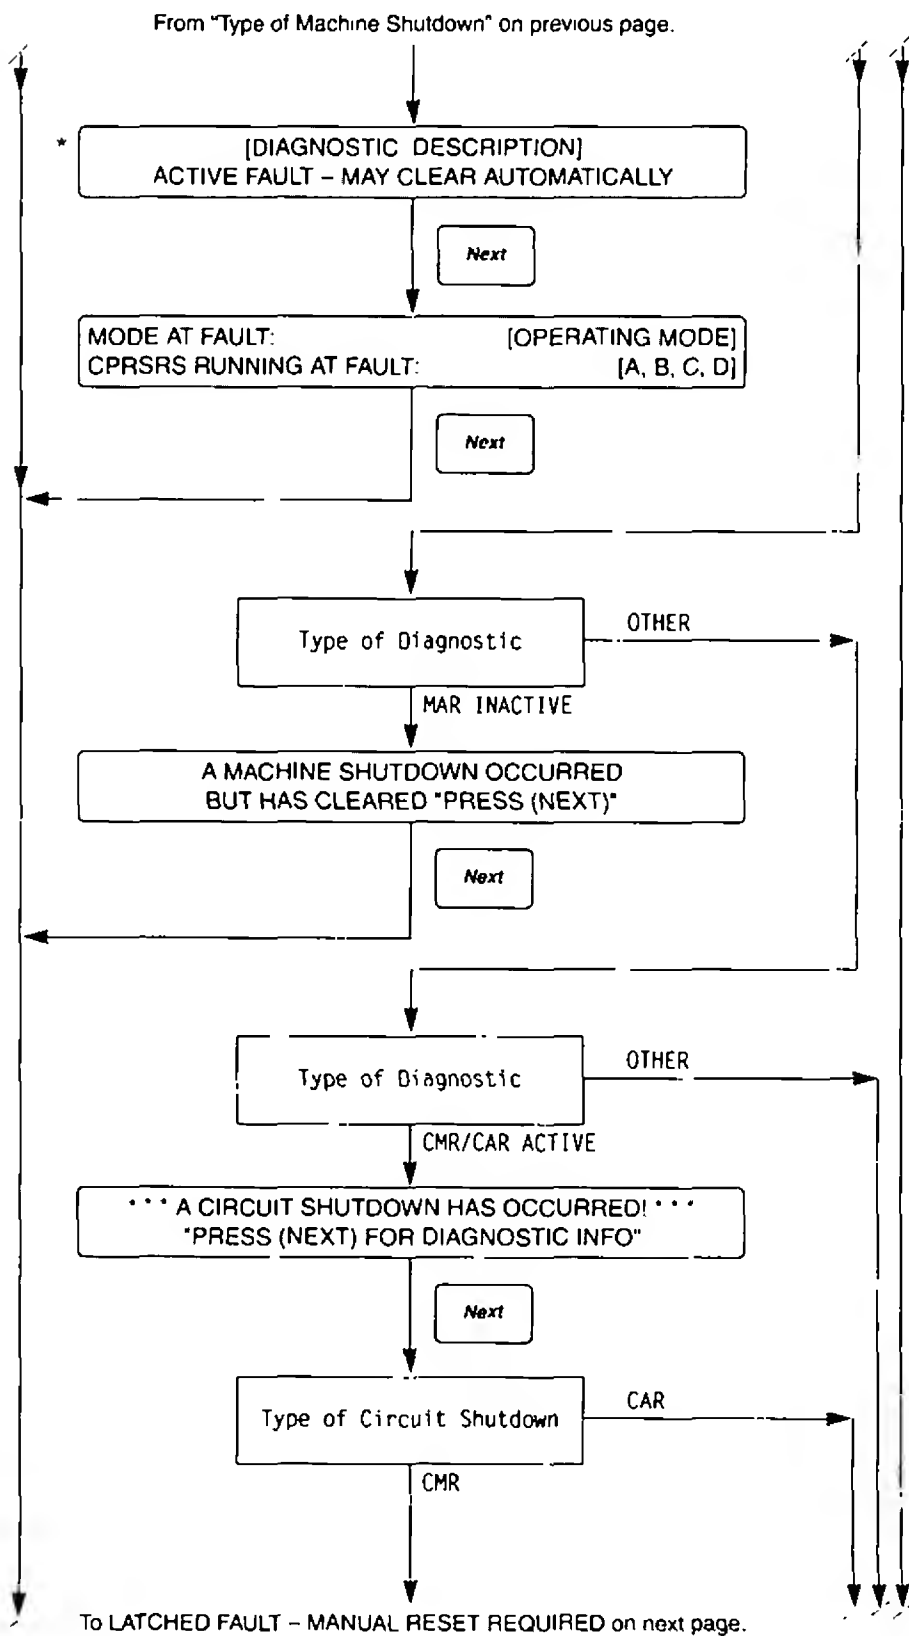 From "Type of Machine Shutdown" on previous page.
* [DIAGNOSTIC DESCRIPTION]
ACTIVE FAULT – MAY CLEAR AUTOMATICALLY
Next
MODE AT FAULT: [OPERATING MODE]
CPRSRS RUNNING AT FAULT: [A, B, C, D]
Next
Type of Diagnostic
OTHER
MAR INACTIVE
A MACHINE SHUTDOWN OCCURRED
BUT HAS CLEARED "PRESS (NEXT)"
Next
Type of Diagnostic
OTHER
CMR/CAR ACTIVE
* * * A CIRCUIT SHUTDOWN HAS OCCURRED! * * *
"PRESS (NEXT) FOR DIAGNOSTIC INFO"
Next
Type of Circuit Shutdown
CAR
CMR
To LATCHED FAULT – MANUAL RESET REQUIRED on next page.